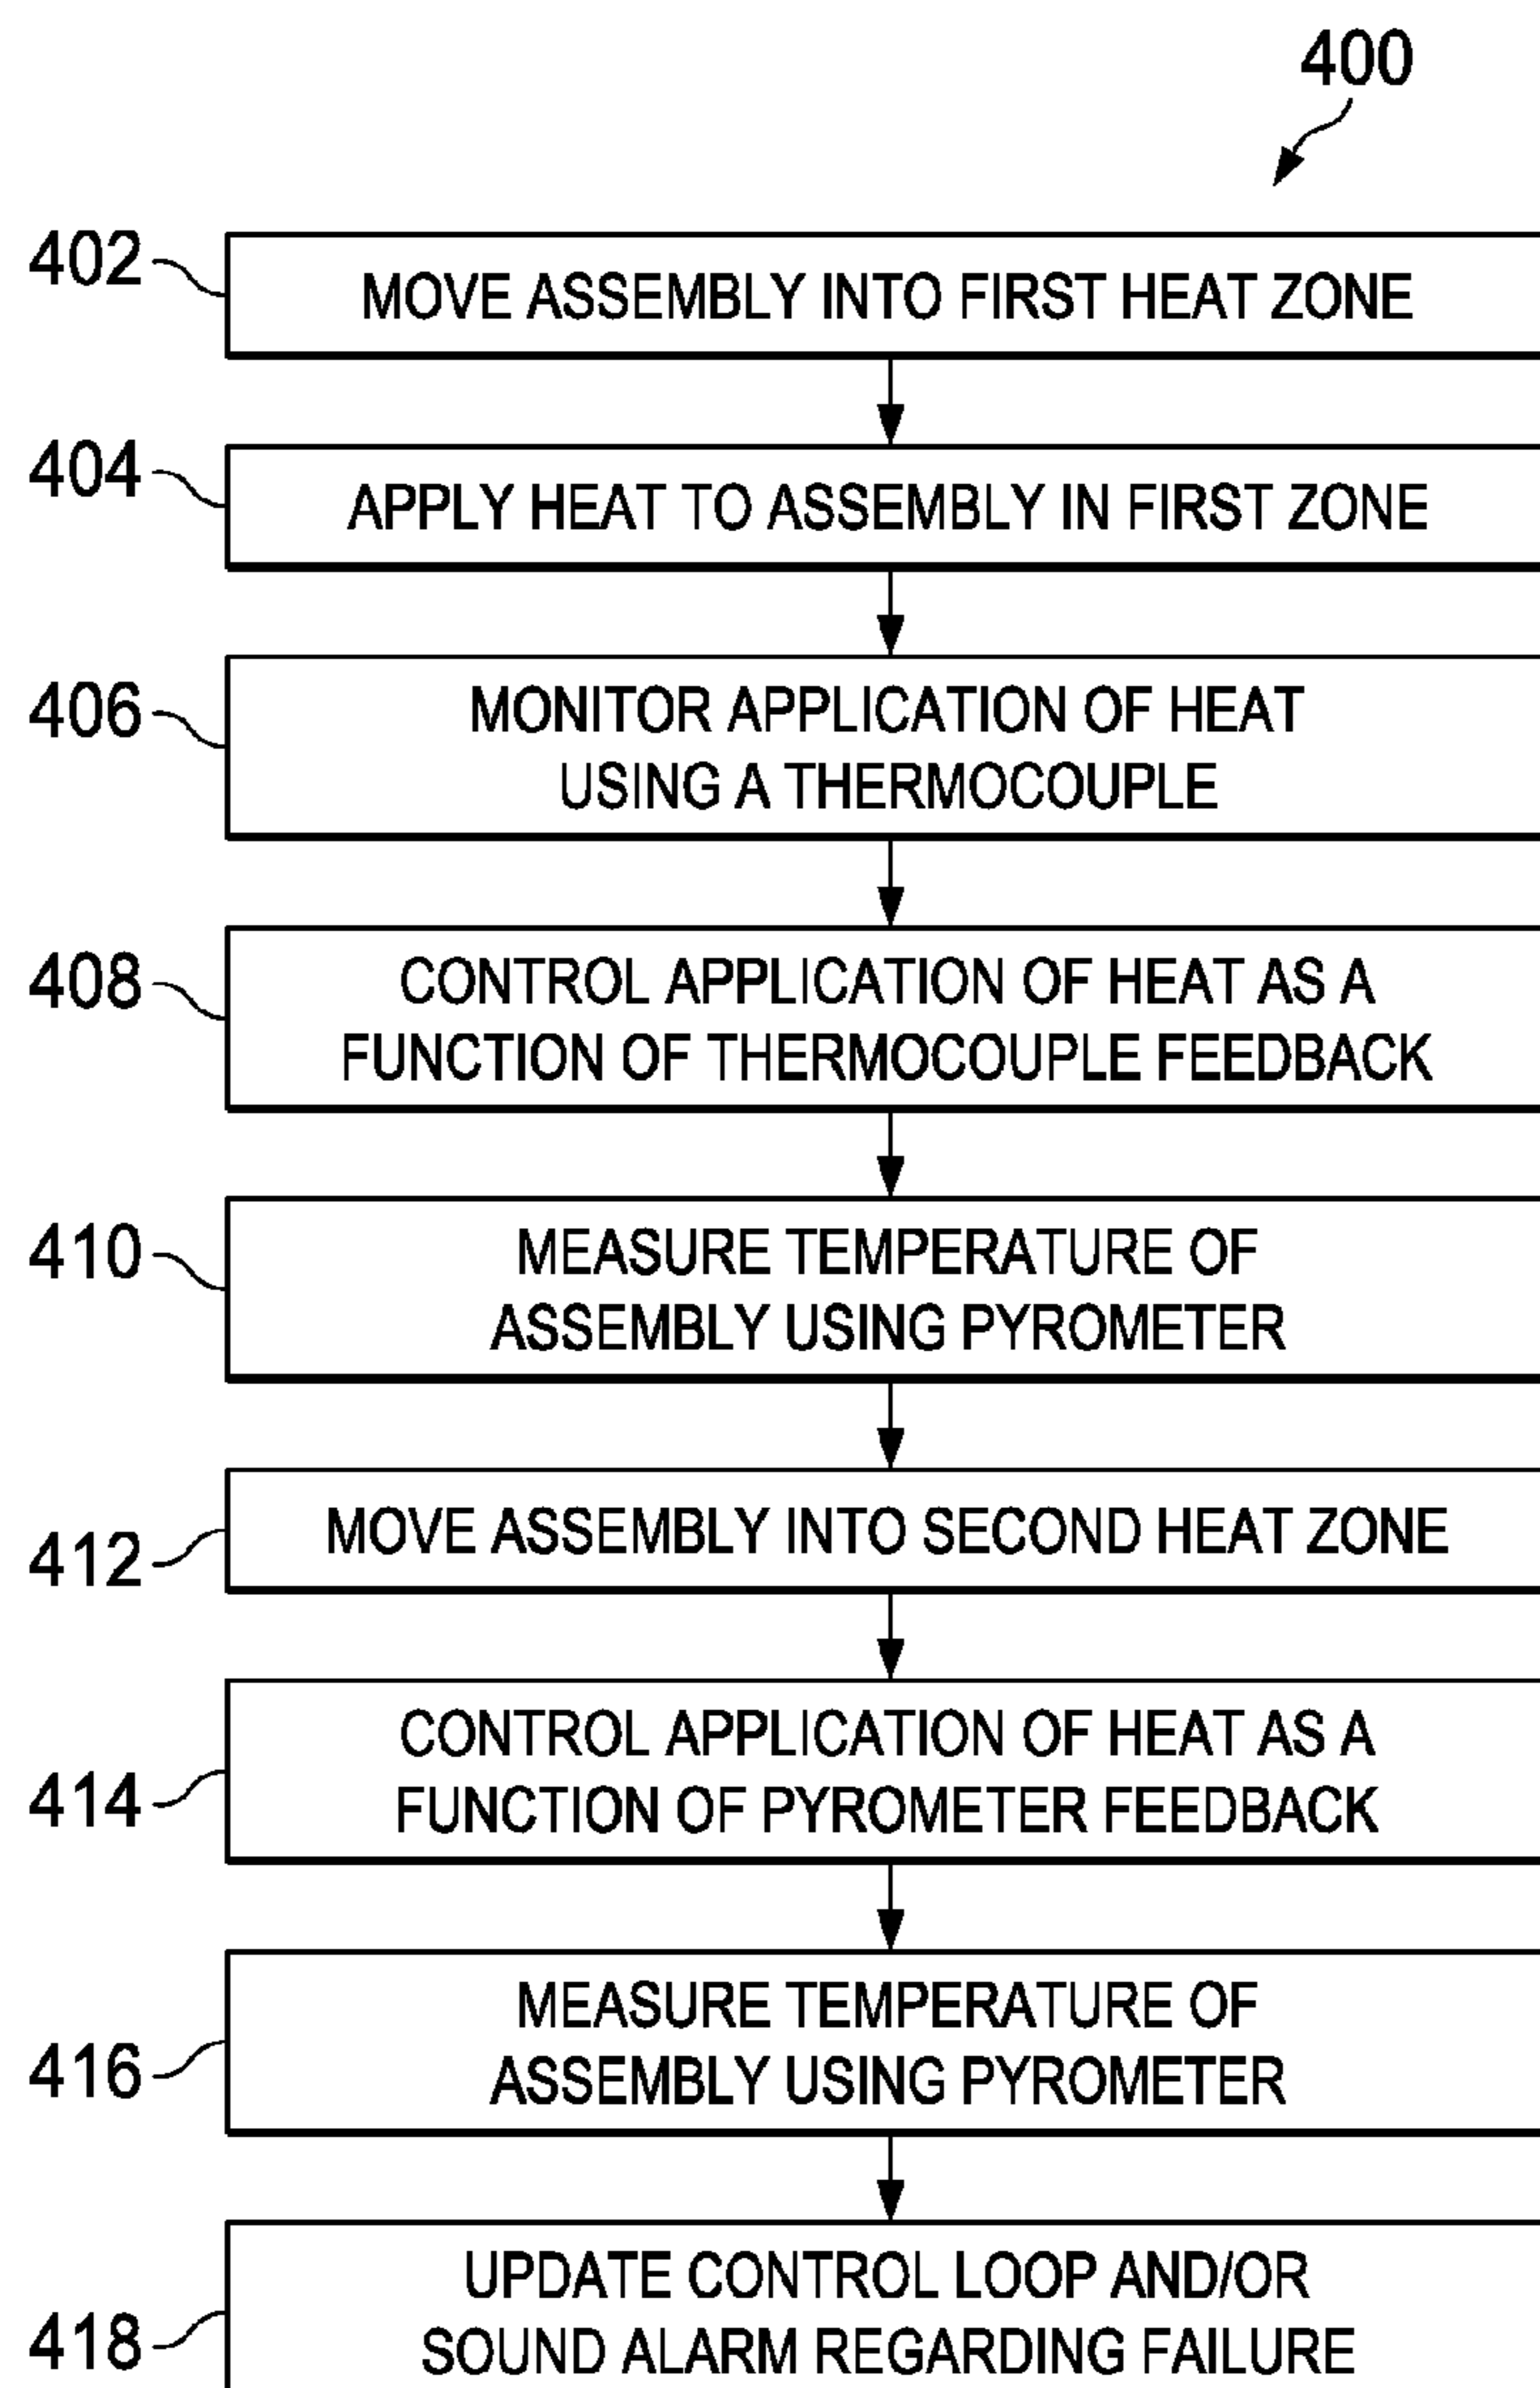 400
402
MOVE ASSEMBLY INTO FIRST HEAT ZONE
404
APPLY HEAT TO ASSEMBLY IN FIRST ZONE
406
MONITOR APPLICATION OF HEAT
USING A THERMOCOUPLE
408
CONTROL APPLICATION OF HEAT AS A
FUNCTION OF THERMOCOUPLE FEEDBACK
410
MEASURE TEMPERATURE OF
ASSEMBLY USING PYROMETER
412
MOVE ASSEMBLY INTO SECOND HEAT ZONE
414
CONTROL APPLICATION OF HEAT AS A
FUNCTION OF PYROMETER FEEDBACK
416
MEASURE TEMPERATURE OF
ASSEMBLY USING PYROMETER
418
UPDATE CONTROL LOOP AND/OR
SOUND ALARM REGARDING FAILURE